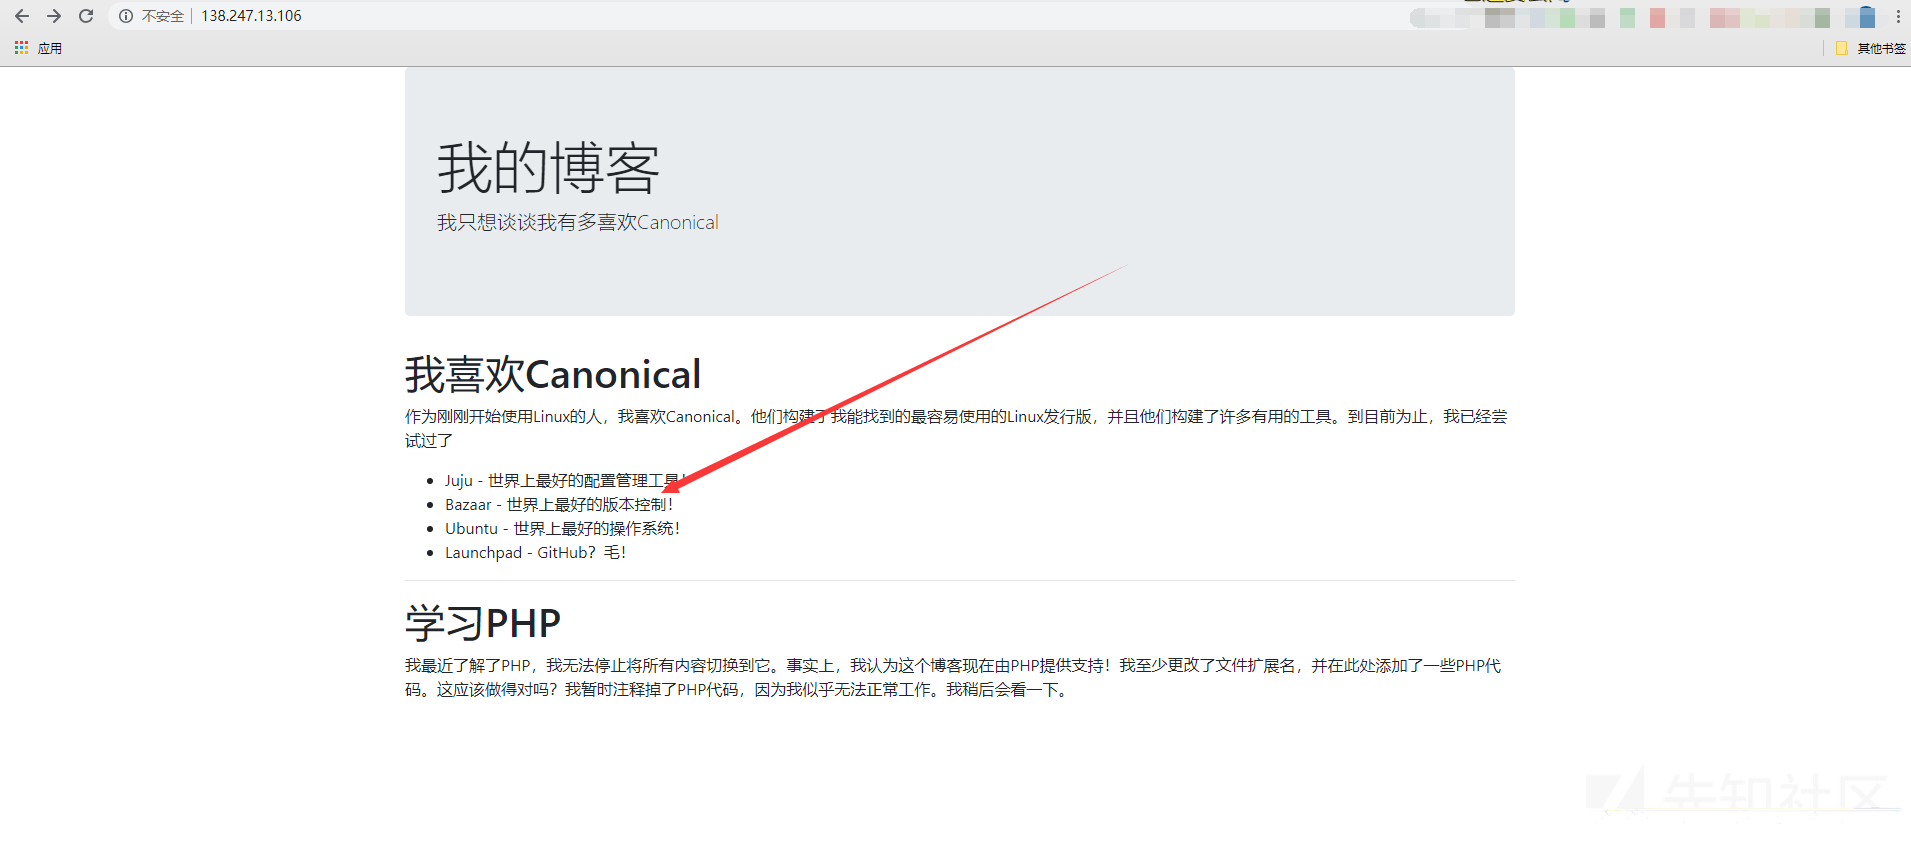 不安全 138.247.13.106
应用
其他书签
我的博客
我只想谈谈我有多喜欢Canonical
我喜欢Canonical
作为刚刚开始使用Linux的人，我喜欢Canonical。他们构建了我能找到的最容易使用的Linux发行版，并且他们构建了许多有用的工具。到目前为止，我已经尝
试过了
Juju - 世界上最好的配置管理工具！
Bazaar - 世界上最好的版本控制！
Ubuntu - 世界上最好的操作系统！
Launchpad - GitHub？毛！
学习PHP
我最近了解了PHP，我无法停止将所有内容切换到它。事实上，我认为这个博客现在由PHP提供支持！我至少更改了文件扩展名，并在此处添加了一些PHP代
码。这应该做得对吗？我暂时注释掉了PHP代码，因为我似乎无法正常工作。我稍后会看一下。
先知社区